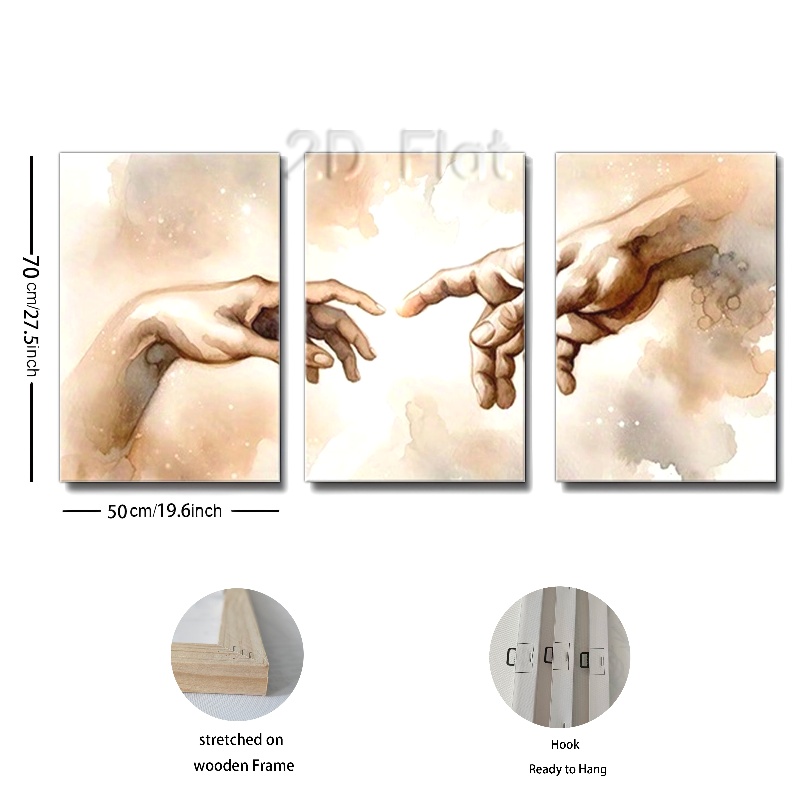 2D Flat
70 cm/27.5inch
50cm/19.6inch
stretched on
wooden Frame
Hook
Ready to Hang